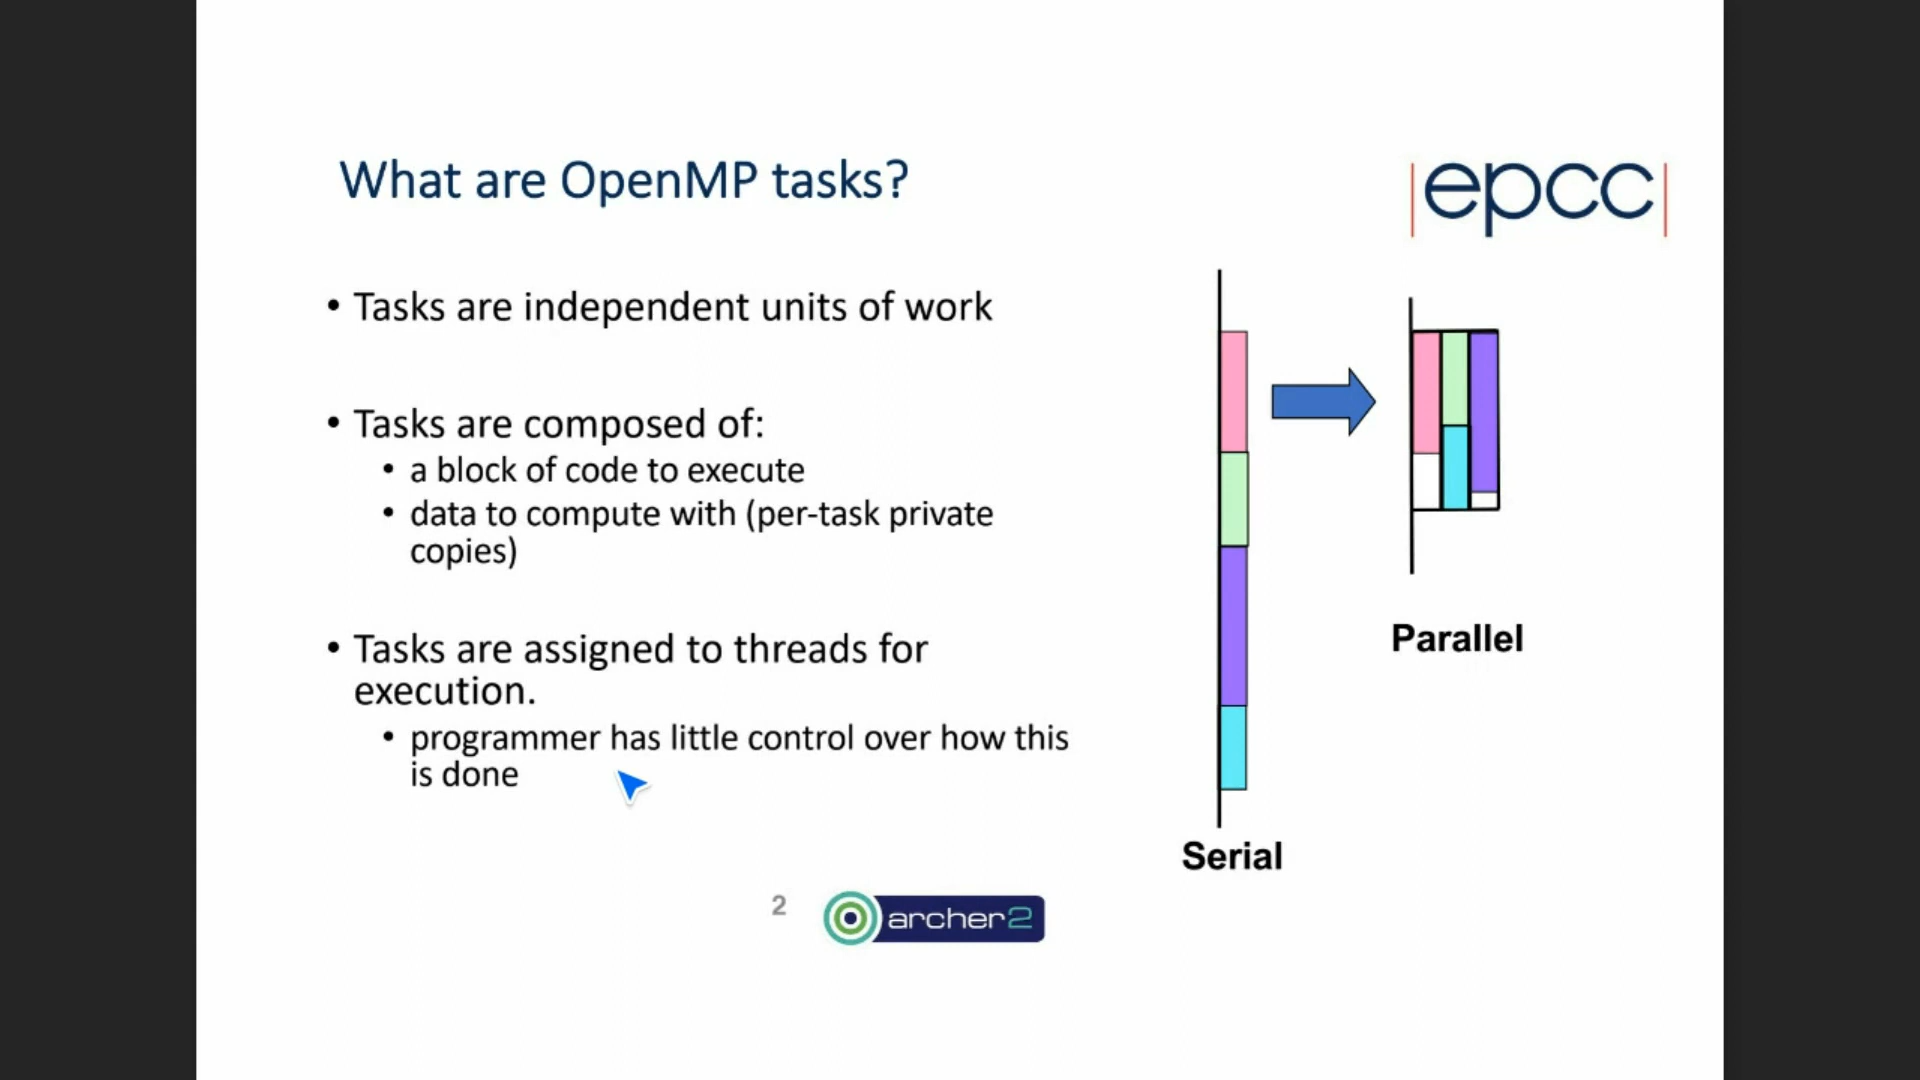 What are OpenMP tasks?
|epcc|
• Tasks are independent units of work
• Tasks are composed of:
• a block of code to execute
• data to compute with (per-task private
copies)
• Tasks are assigned to threads for
execution.
• programmer has little control over how this
is done
Parallel
Serial
2
archer2